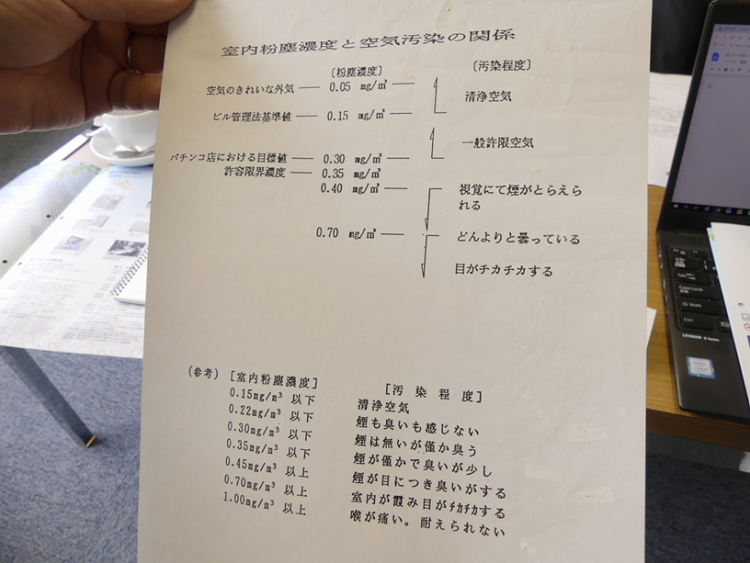 室内粉塵濃度と空気汚染の関係
〔粉塵濃度〕 〔汚染程度〕
空気のきれいな外気 0.05 mg/㎥
清浄空気
ビル管理法基準値 0.15 mg/㎥
一般許限空気
パチンコ店における目標値 0.30 mg/㎥
許容限界濃度 0.35 mg/㎥
0.40 mg/㎥ 視覚にて煙がとらえら
れる
0.70 mg/㎥ どんよりと曇っている
目がチカチカする
(参考) [室内粉塵濃度] [汚染程度]
0.15mg/m³ 以下 清浄空気
0.22mg/m³ 以下 煙も臭いも感じない
0.30mg/m³ 以下 煙は無いが僅か臭う
0.35mg/m³ 以下 煙が僅かで臭いが少し
0.45mg/m³ 以上 煙が目につき臭いがする
0.70mg/m³ 以上 室内が霞み目がﾁｶﾁｶする
1.00mg/m³ 以上 喉が痛い。耐えられない
Ctrl